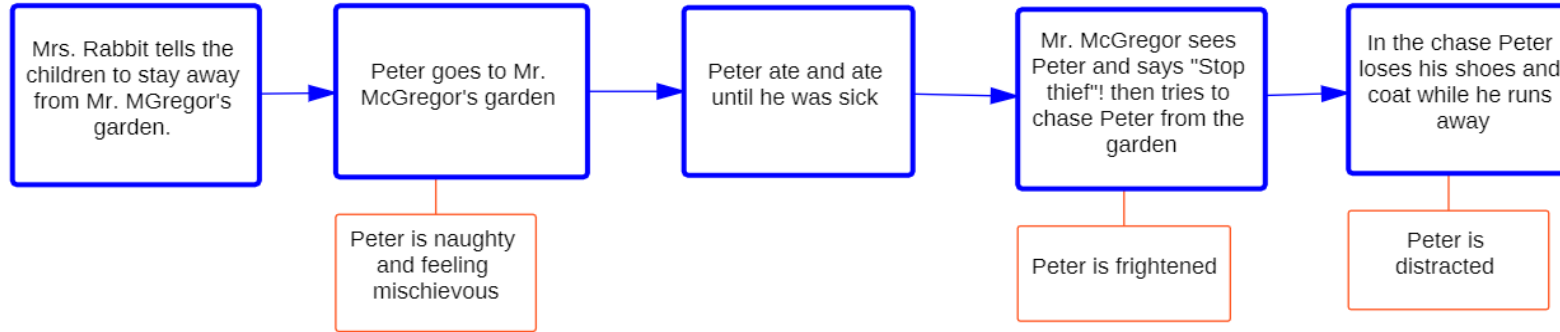 Mrs. Rabbit tells the
children to stay away
from Mr. MGregor's
garden.
Peter goes to Mr.
McGregor's garden
Peter ate and ate
until he was sick
Mr. McGregor sees
Peter and says "Stop
thief"! then tries to
chase Peter from the
garden
In the chase Peter
loses his shoes and
coat while he runs
away
Peter is naughty
and feeling
mischievous
Peter is frightened
Peter is
distracted